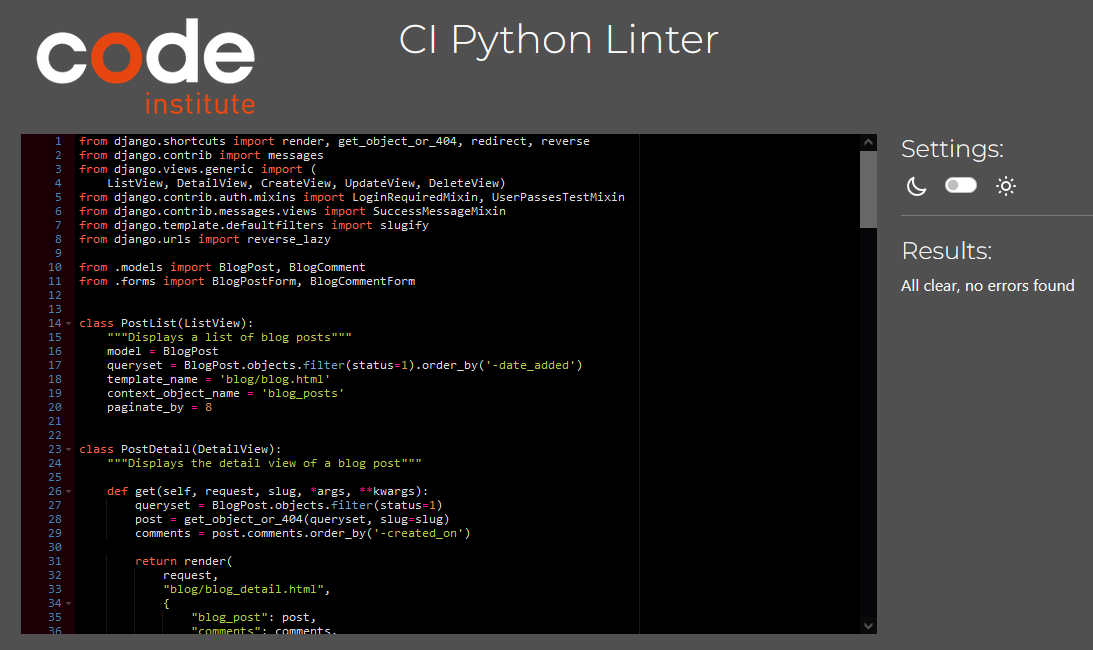 code
institute
CI Python Linter
1 from django.shortcuts import render, get_object_or_404, redirect, reverse
2 from django.contrib import messages
3 from django.views.generic import (
4     ListView, DetailView, CreateView, UpdateView, DeleteView)
5 from django.contrib.auth.mixins import LoginRequiredMixin, UserPassesTestMixin
6 from django.contrib.messages.views import SuccessMessageMixin
7 from django.template.defaultfilters import slugify
8 from django.urls import reverse_lazy
9
10 from .models import BlogPost, BlogComment
11 from .forms import BlogPostForm, BlogCommentForm
12
13
14 class PostList(ListView):
15     """Displays a list of blog posts"""
16     model = BlogPost
17     queryset = BlogPost.objects.filter(status=1).order_by('-date_added')
18     template_name = 'blog/blog.html'
19     context_object_name = 'blog_posts'
20     paginate_by = 8
21
22
23 class PostDetail(DetailView):
24     """Displays the detail view of a blog post"""
25
26     def get(self, request, slug, *args, **kwargs):
27         queryset = BlogPost.objects.filter(status=1)
28         post = get_object_or_404(queryset, slug=slug)
29         comments = post.comments.order_by('-created_on')
30
31         return render(
32             request,
33             "blog/blog_detail.html",
34             {
35                 "blog_post": post,
36                 "comments": comments,
Settings:
Results:
All clear, no errors found